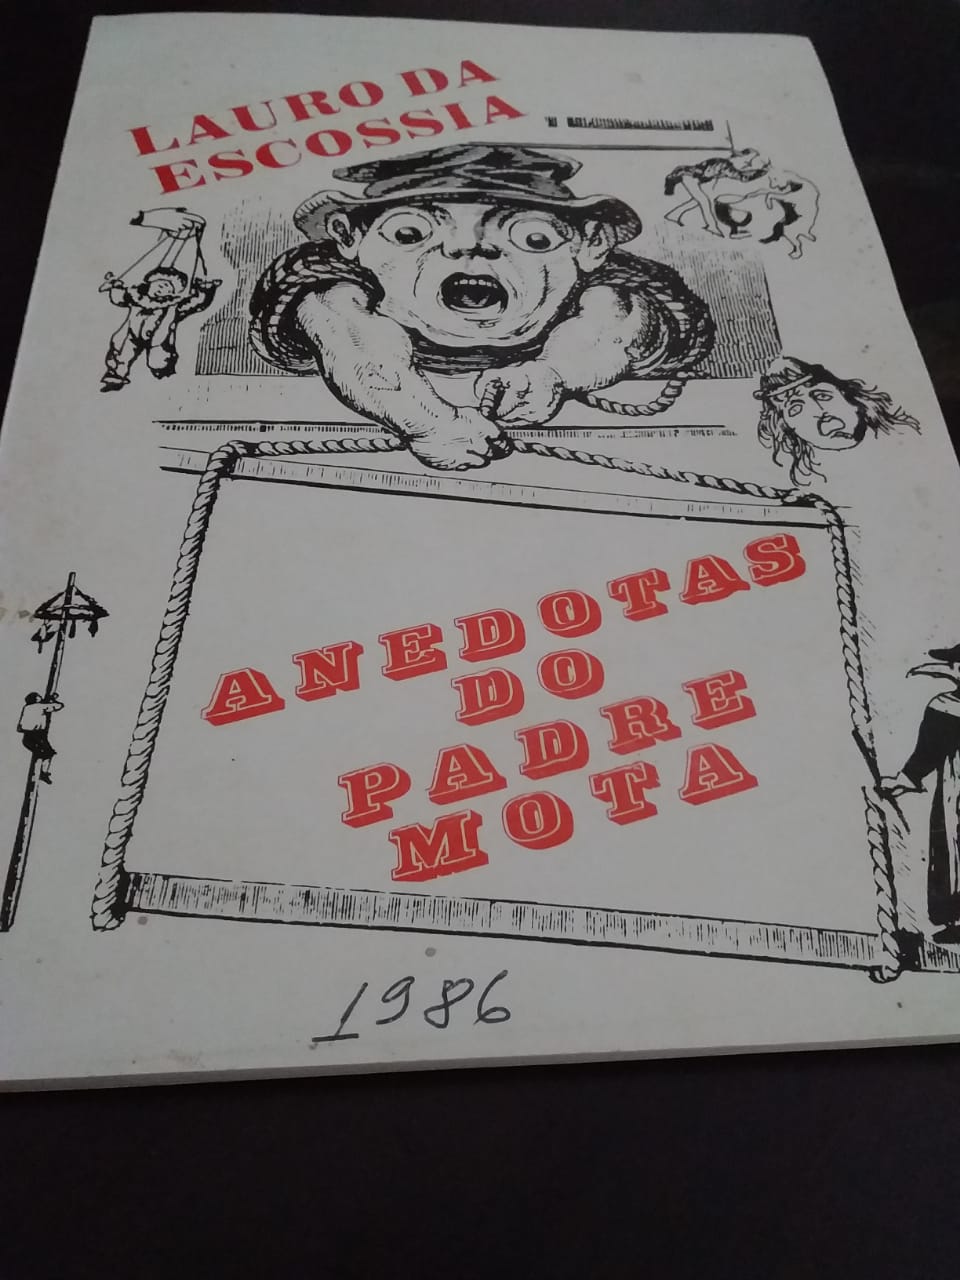 LAURO DA
ESCOSSIA
ANEDOTAS
DO
PADRE
MOTA
1986